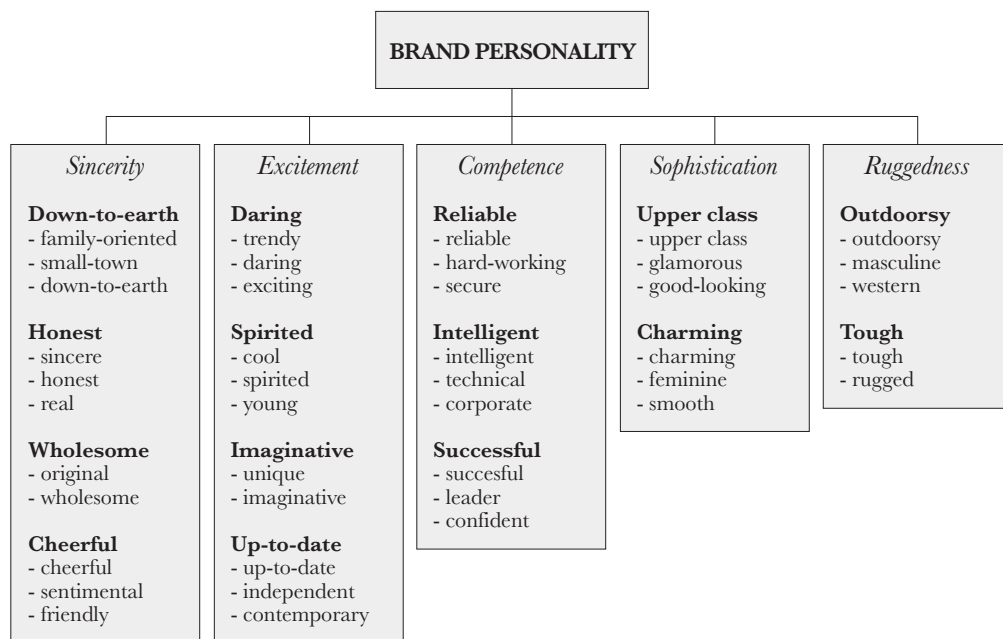 BRAND PERSONALITY
Sincerity
Down-to-earth
- family-oriented
- small-town
- down-to-earth
Honest
- sincere
- honest
- real
Wholesome
- original
- wholesome
Cheerful
- cheerful
- sentimental
- friendly
Excitement
Daring
- trendy
- daring
- exciting
Spirited
- cool
- spirited
- young
Imaginative
- unique
- imaginative
Up-to-date
- up-to-date
- independent
- contemporary
Competence
Reliable
- reliable
- hard-working
- secure
Intelligent
- intelligent
- technical
- corporate
Successful
- succesful
- leader
- confident
Sophistication
Upper class
- upper class
- glamorous
- good-looking
Charming
- charming
- feminine
- smooth
Ruggedness
Outdoorsy
- outdoorsy
- masculine
- western
Tough
- tough
- rugged